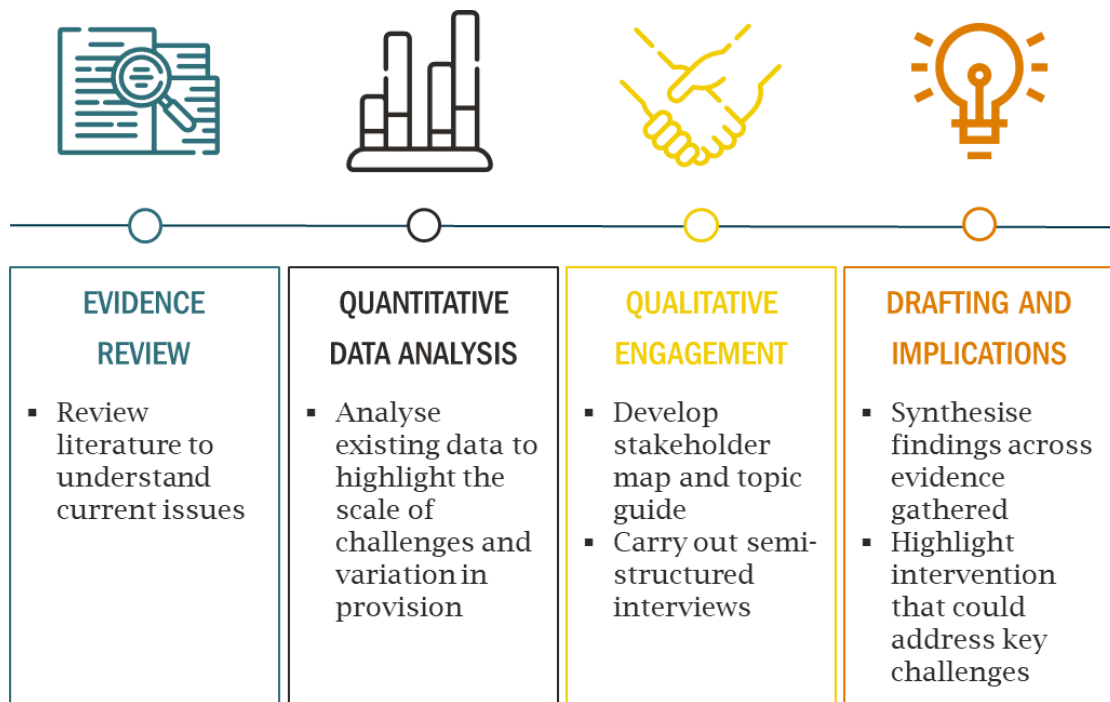 EVIDENCE
REVIEW
▪ Review
literature to
understand
current issues
QUANTITATIVE
DATA ANALYSIS
▪ Analyse
existing data to
highlight the
scale of
challenges and
variation in
provision
QUALITATIVE
ENGAGEMENT
▪ Develop
stakeholder
map and topic
guide
▪ Carry out semi-
structured
interviews
DRAFTING AND
IMPLICATIONS
▪ Synthesise
findings across
evidence
gathered
▪ Highlight
intervention
that could
address key
challenges